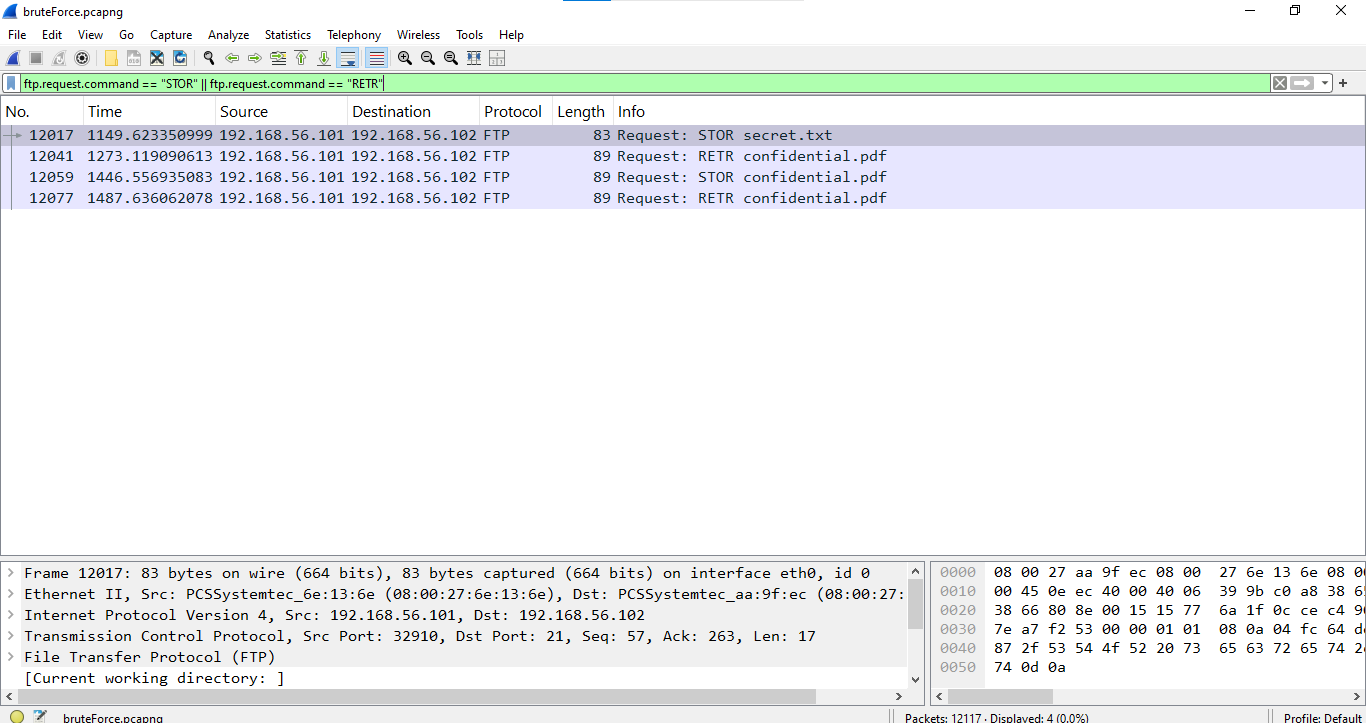 bruteForce.pcapng
File Edit View Go Capture Analyze Statistics Telephony Wireless Tools Help
ftp.request.command == "STOR" || ftp.request.command == "RETR"
No. Time Source Destination Protocol Length Info
12017 1149.623350999 192.168.56.101 192.168.56.102 FTP 83 Request: STOR secret.txt
12041 1273.119090613 192.168.56.101 192.168.56.102 FTP 89 Request: RETR confidential.pdf
12059 1446.556935083 192.168.56.101 192.168.56.102 FTP 89 Request: STOR confidential.pdf
12077 1487.636062078 192.168.56.101 192.168.56.102 FTP 89 Request: RETR confidential.pdf
Frame 12017: 83 bytes on wire (664 bits), 83 bytes captured (664 bits) on interface eth0, id 0
Ethernet II, Src: PCSSystemtec_6e:13:6e (08:00:27:6e:13:6e), Dst: PCSSystemtec_aa:9f:ec (08:00:27:
Internet Protocol Version 4, Src: 192.168.56.101, Dst: 192.168.56.102
Transmission Control Protocol, Src Port: 32910, Dst Port: 21, Seq: 57, Ack: 263, Len: 17
File Transfer Protocol (FTP)
[Current working directory: ]
0000 08 00 27 aa 9f ec 08 00 27 6e 13 6e 08 00
0010 00 45 0e ec 40 00 40 06 39 9b c0 a8 38 65
0020 38 66 80 8e 00 15 15 77 6a 1f 0c ce c4 90
0030 7e a7 f2 53 00 00 01 01 08 0a 04 fc 64
0040 87 2f 53 54 4f 52 20 73 65 63 72 65 74
0050 74 0d 0a
bruteForce.pcapng
Packets: 12117 · Displayed: 4 (0.0%)
Profile: Default